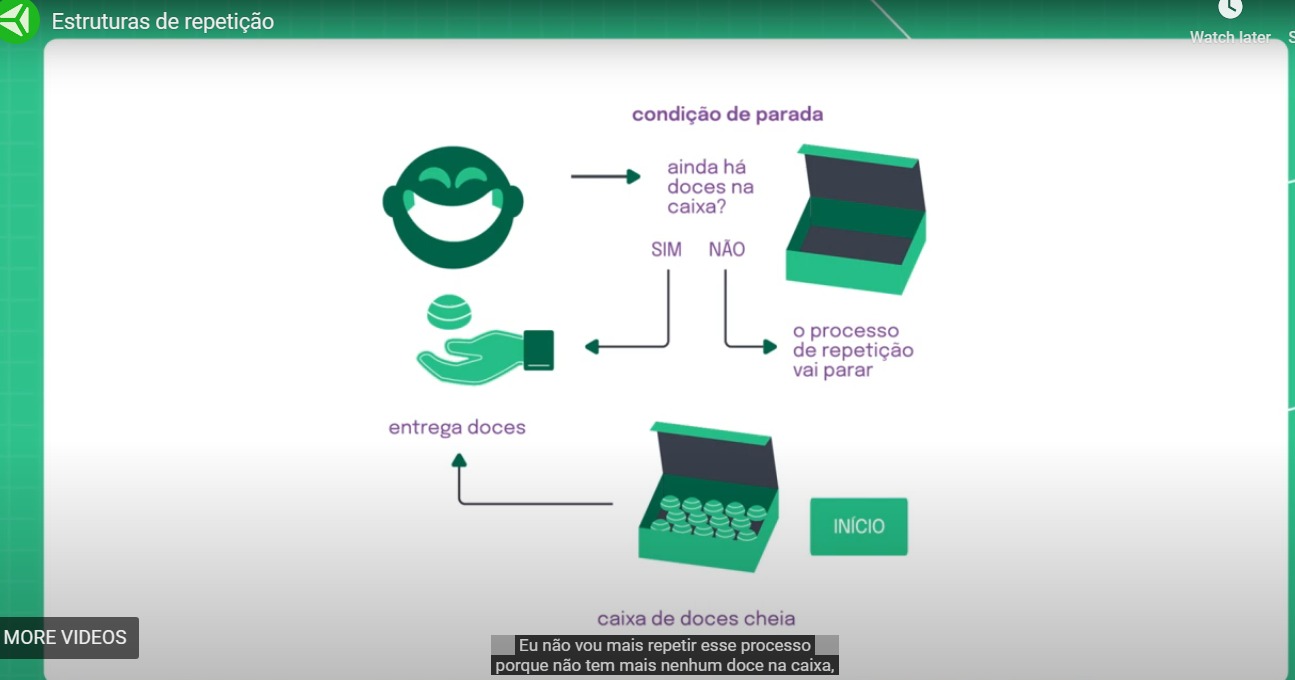 Estruturas de repetição
Watch later
S
condição de parada
ainda há
doces na
caixa?
SIM NÃO
o processo
de repetição
vai parar
entrega doces
INÍCIO
caixa de doces cheia
MORE VIDEOS
Eu não vou mais repetir esse processo
porque não tem mais nenhum doce na caixa,